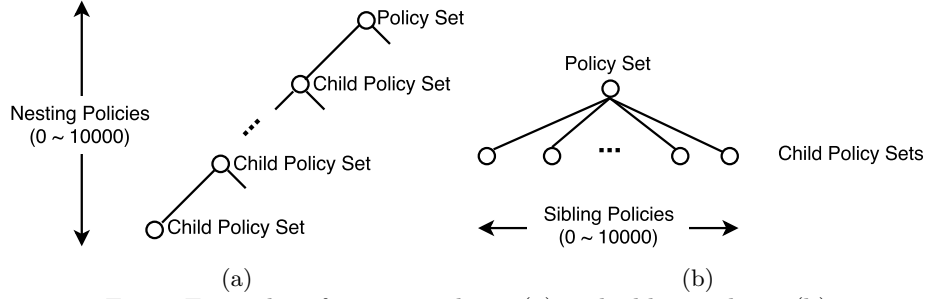 Policy Set
Child Policy Set
Nesting Policies
(0 ~ 10000)
Child Policy Set
Child Policy Set
(a)
Policy Set
Child Policy Sets
Sibling Policies
(0 ~ 10000)
(b)